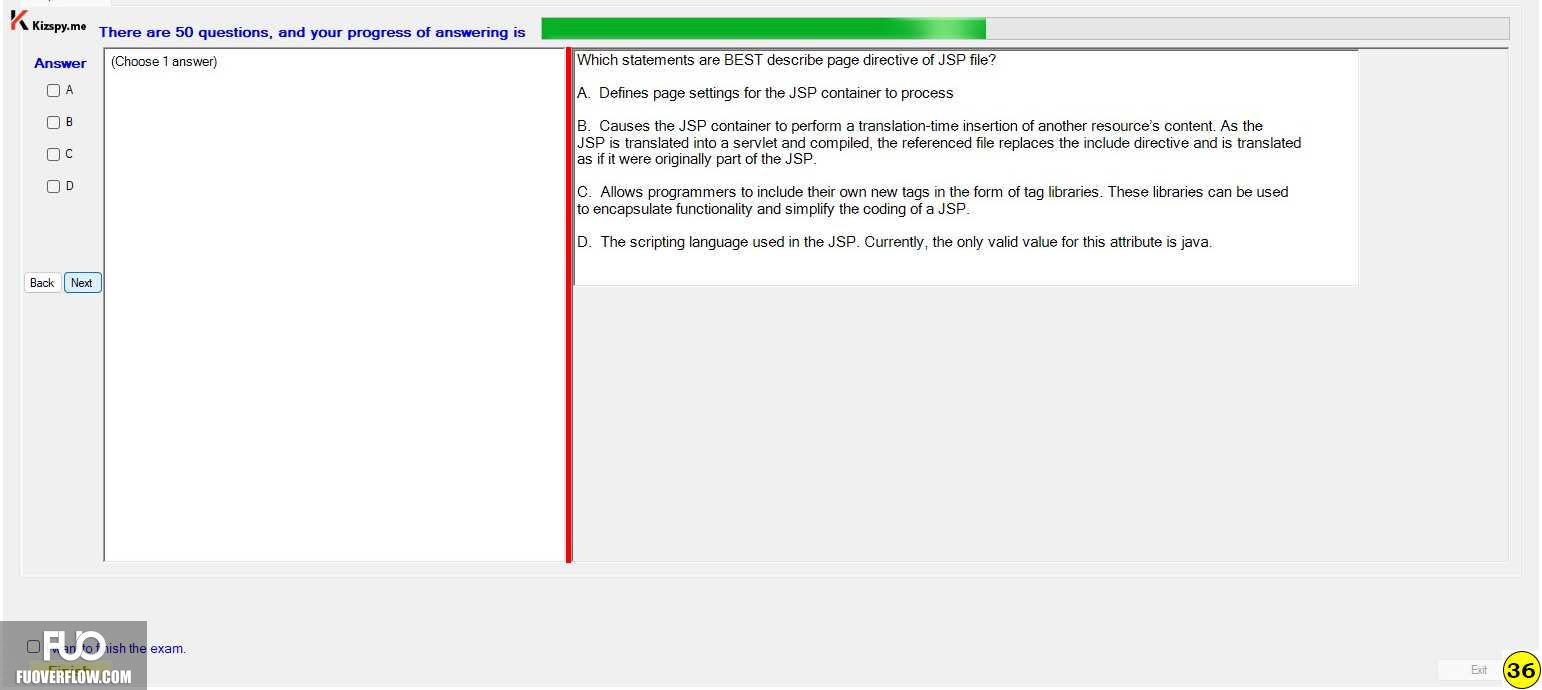 Kizspy.me
There are 50 questions, and your progress of answering is
Answer
(Choose 1 answer)
A
B
C
D
Back
Next
Which statements are BEST describe page directive of JSP file?
A. Defines page settings for the JSP container to process
B. Causes the JSP container to perform a translation-time insertion of another resource's content. As the
JSP is translated into a servlet and compiled, the referenced file replaces the include directive and is translated
as if it were originally part of the JSP.
C. Allows programmers to include their own new tags in the form of tag libraries. These libraries can be used
to encapsulate functionality and simplify the coding of a JSP.
D. The scripting language used in the JSP. Currently, the only valid value for this attribute is java.
FUO
the exam.
FUOVERFLOW.COM
Exit
36